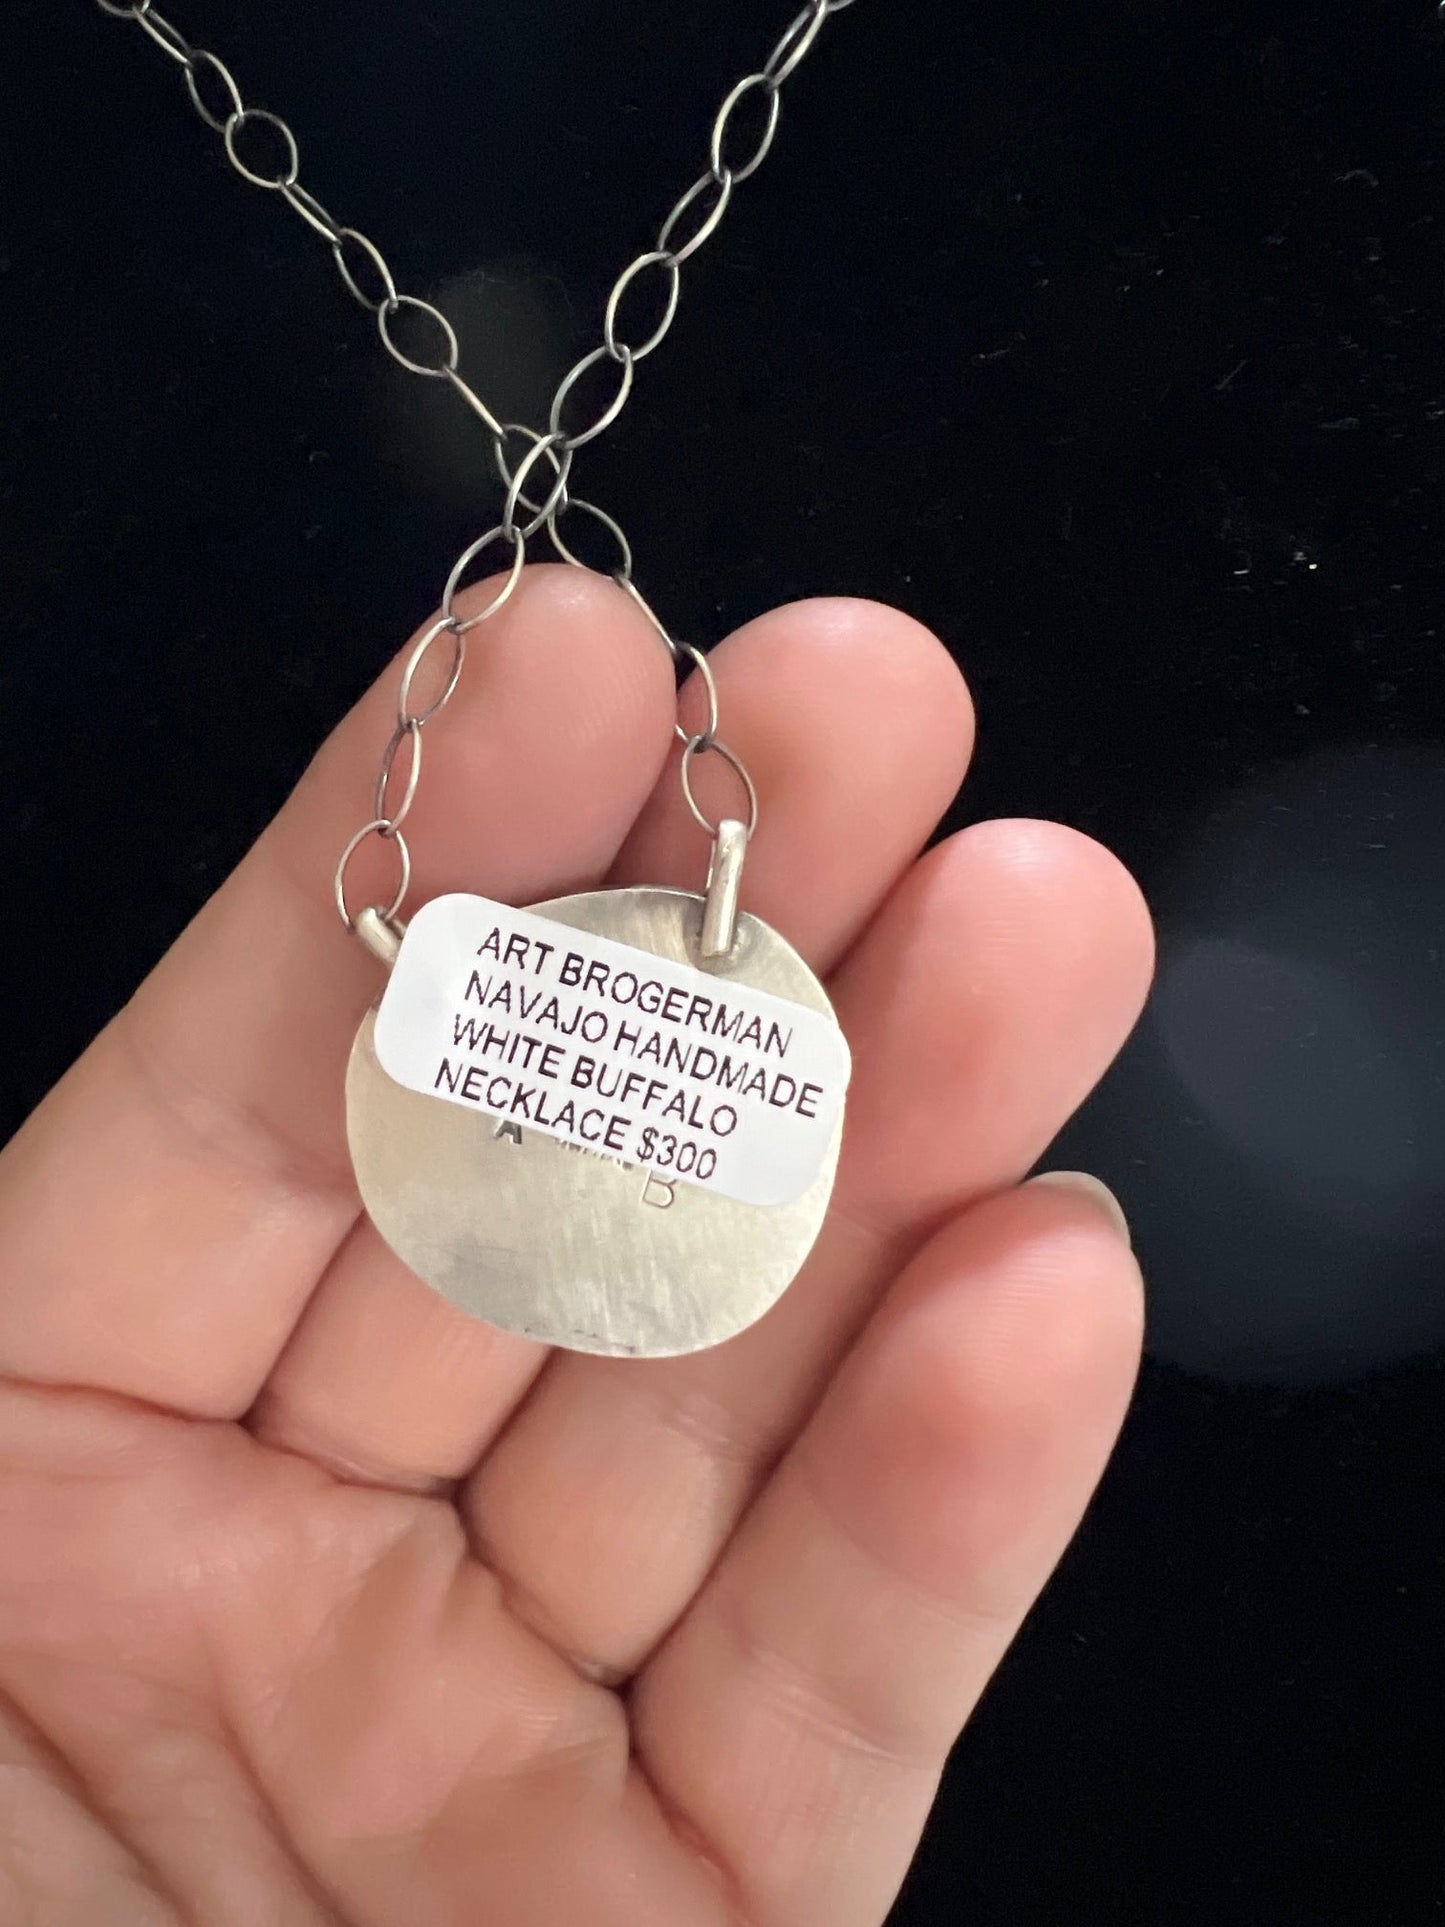 ART BROGERMAN
NAVAJO HANDMADE
WHITE BUFFALO
NECKLACE $300
A
B